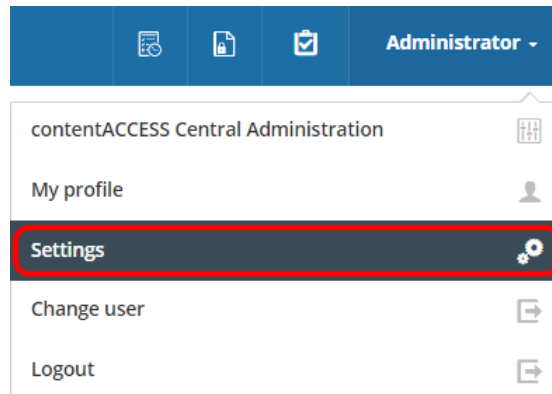 Administrator
contentACCESS Central Administration
My profile
Settings
Change user
Logout